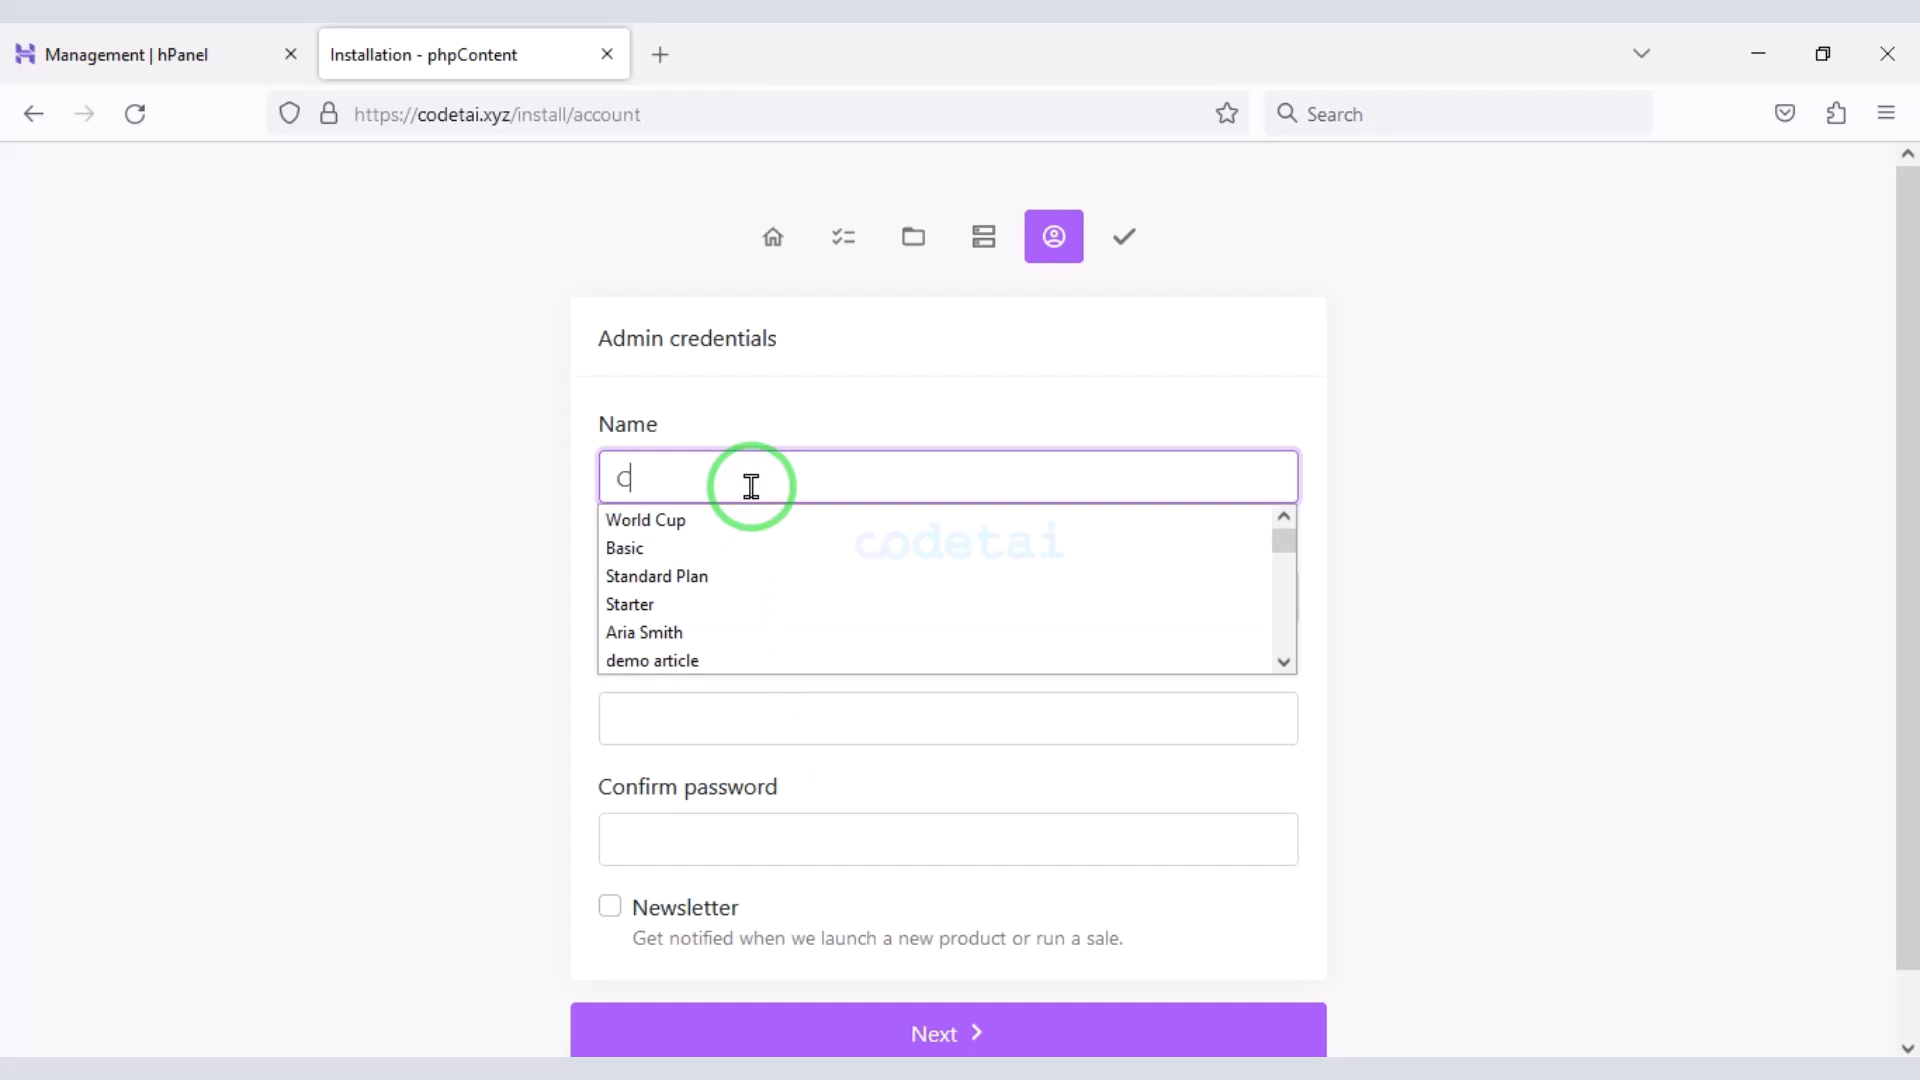 Management | hPanel
Installation - phpContent
https://codetai.xyz/install/account
Search
Admin credentials
Name
C
World Cup
Basic
Standard Plan
Starter
Aria Smith
demo article
codetai
Confirm password
Newsletter
Get notified when we launch a new product or run a sale.
Next